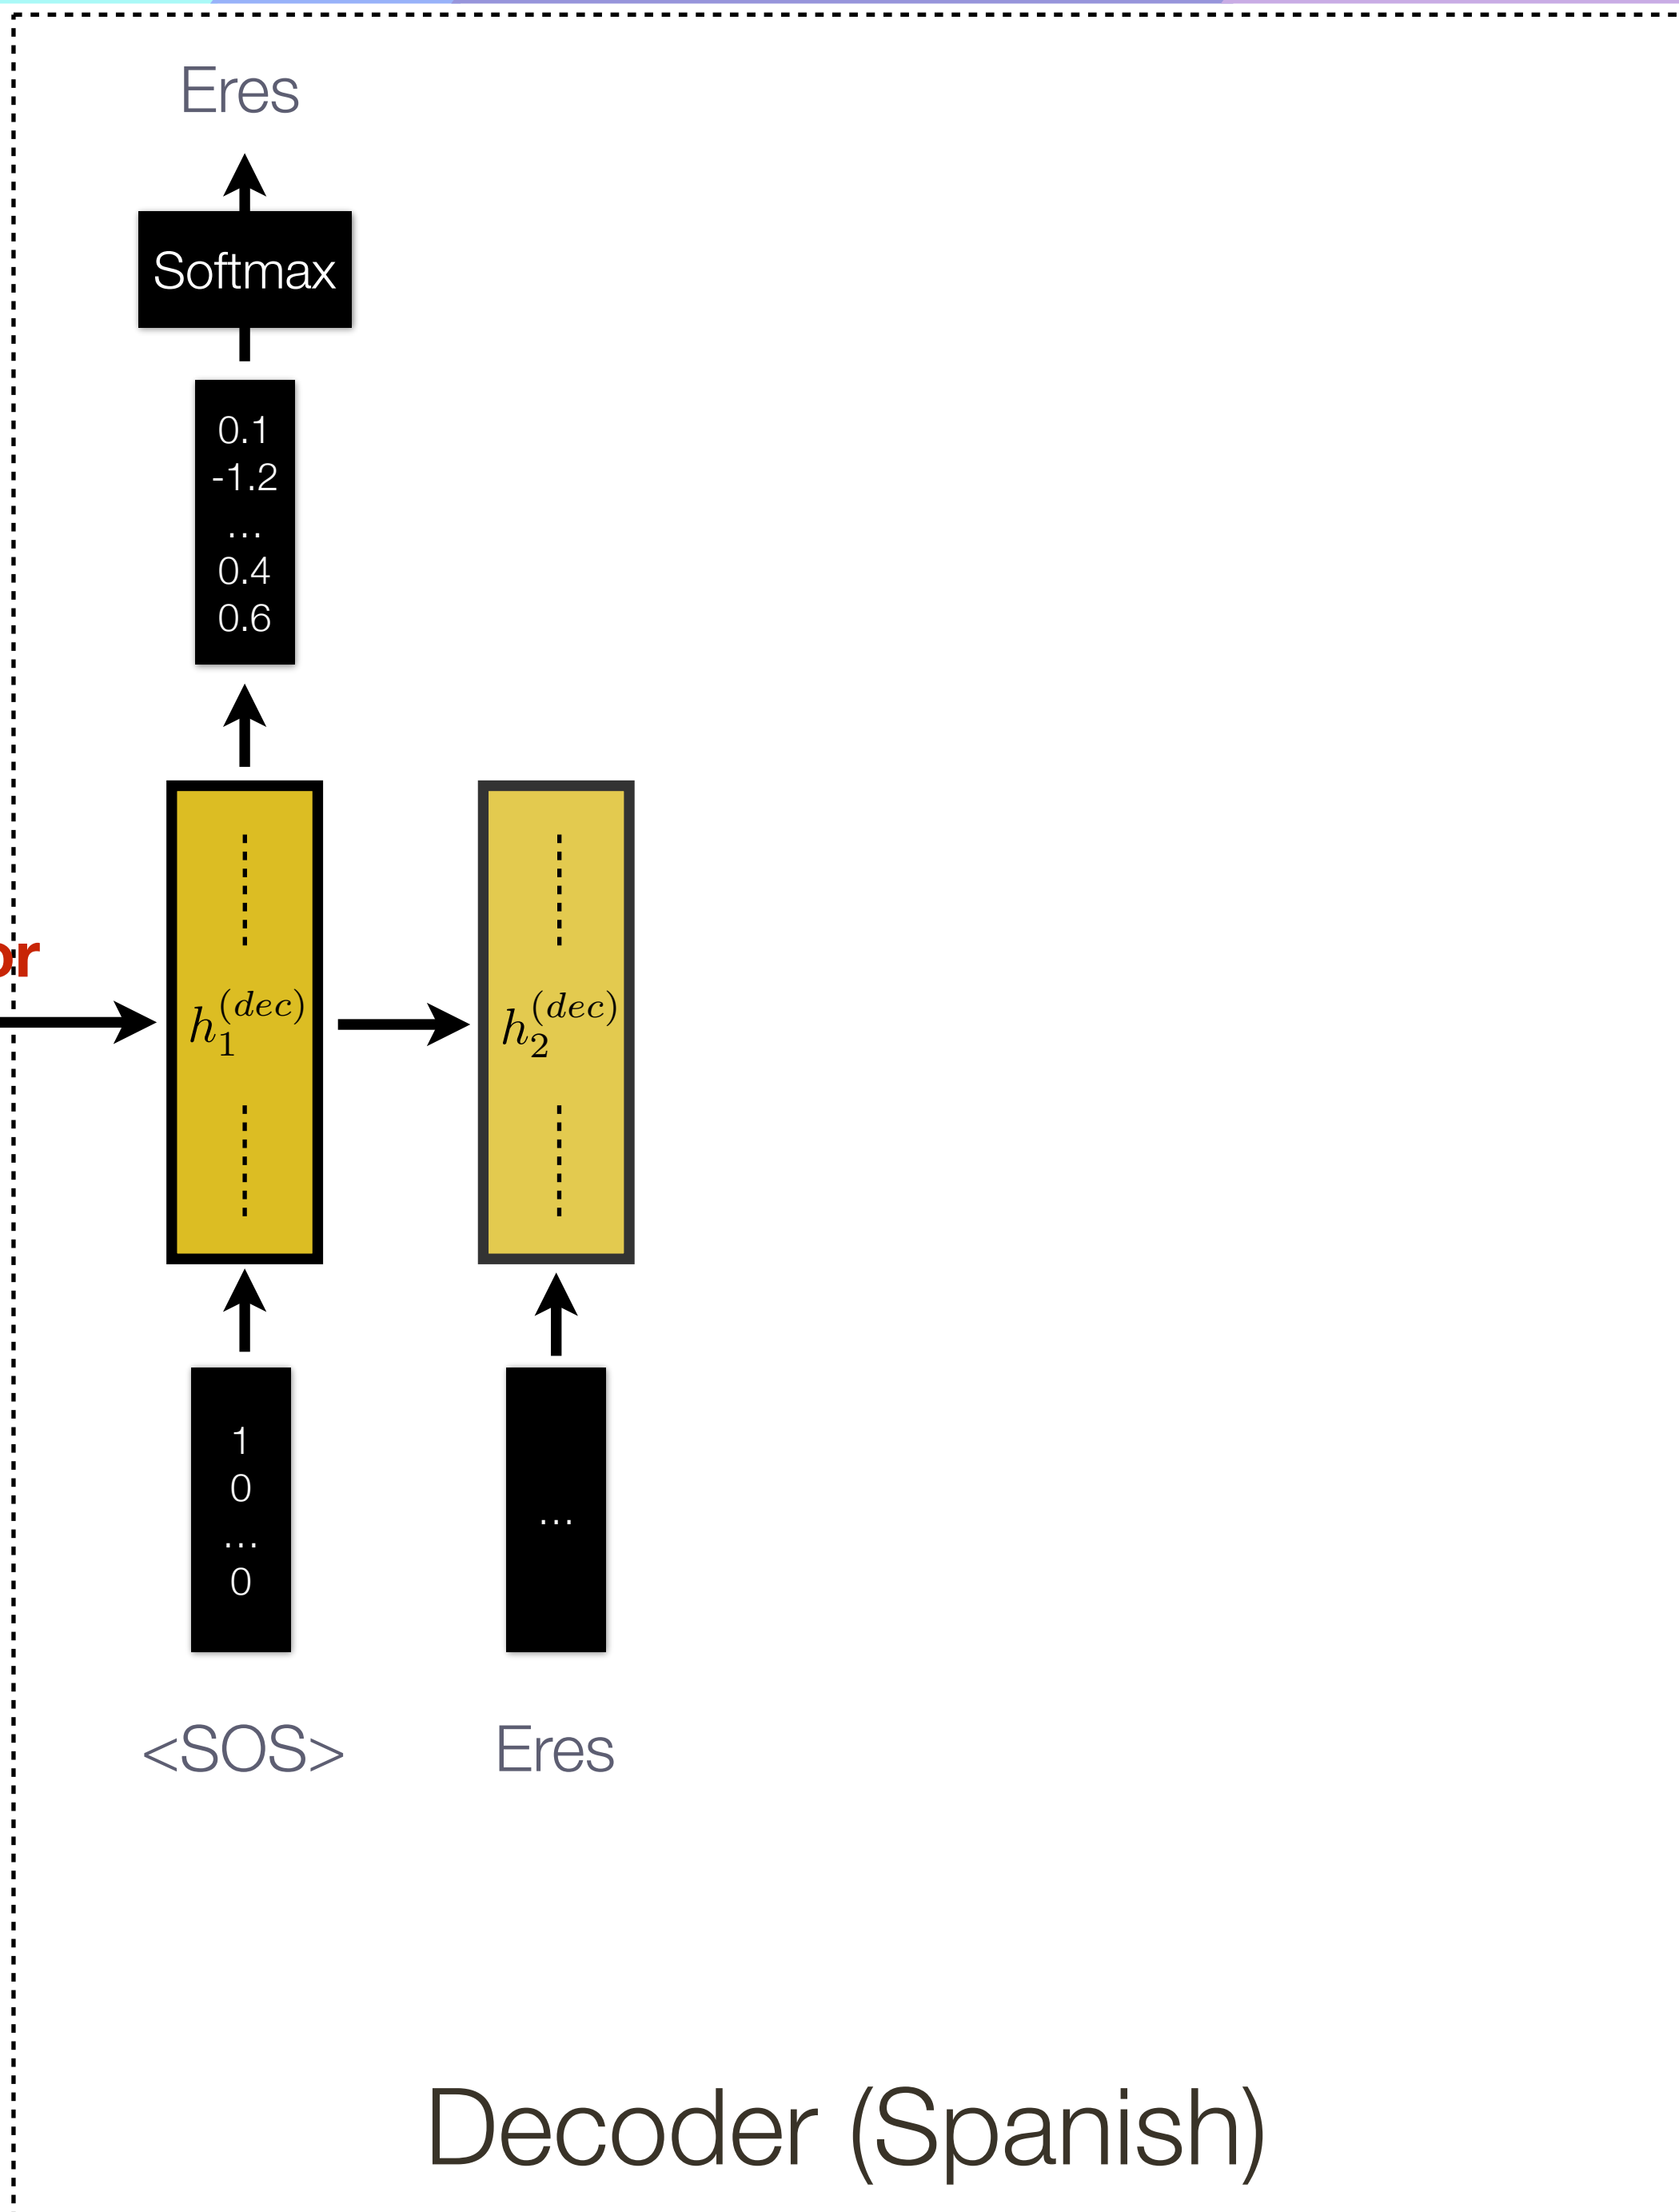 Eres
Softmax
0.1
-1.2
...
0.4
0.6
h_1^{(dec)}
h_2^{(dec)}
1
0
...
0
...
<SOS>
Eres
Decoder (Spanish)